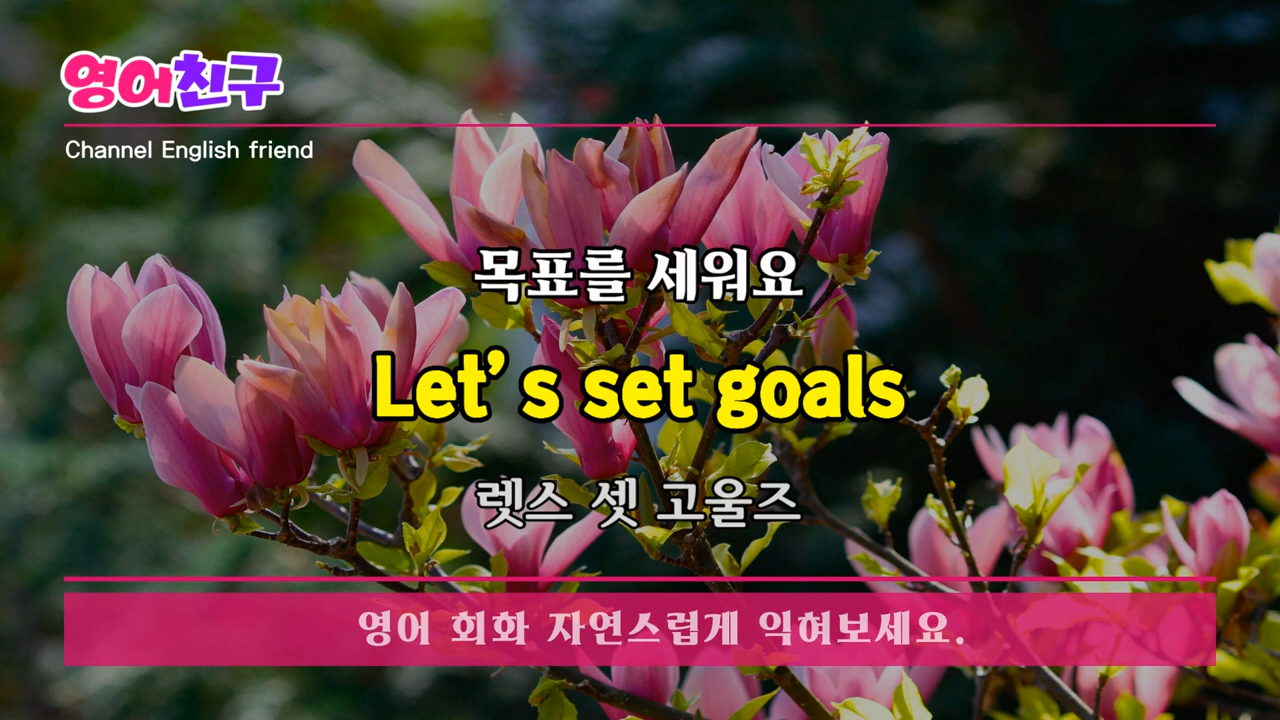 영어친구
Channel English friend
목표를 세워요
Let's set goals
렛스 셋 고울즈
영어 회화 자연스럽게 익혀보세요.